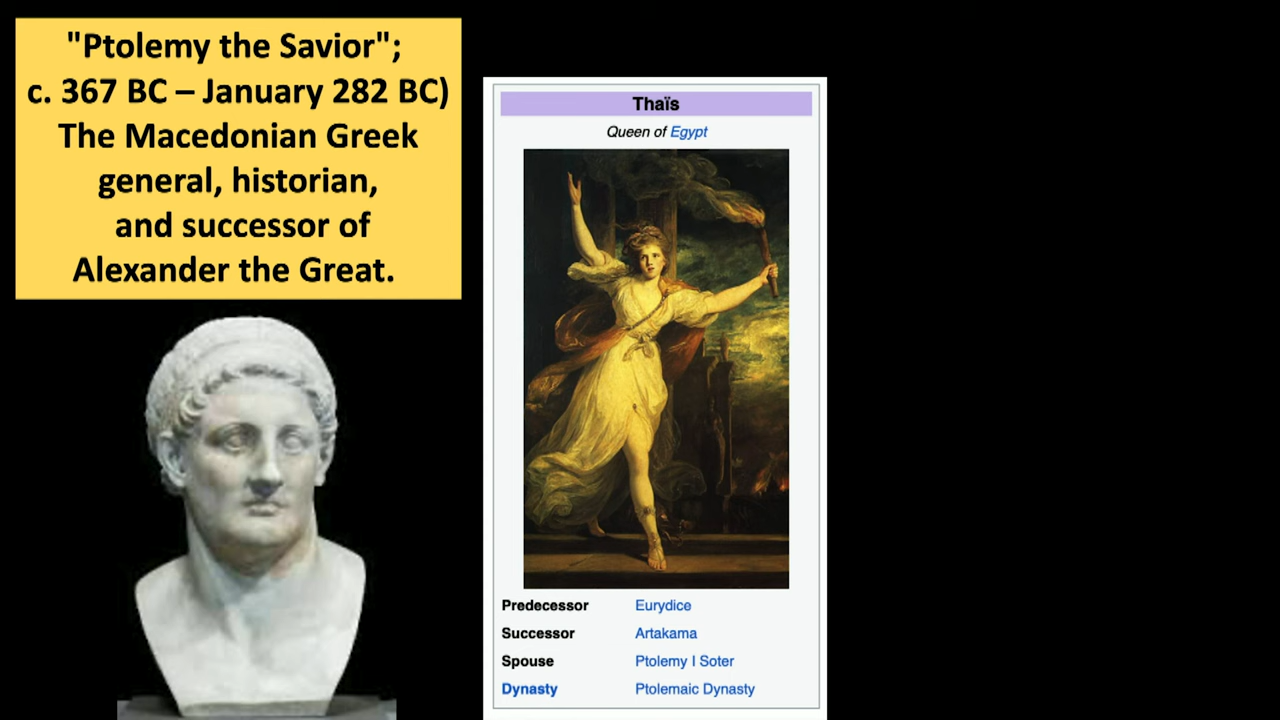 "Ptolemy the Savior";
c. 367 BC – January 282 BC)
The Macedonian Greek
general, historian,
and successor of
Alexander the Great.
Thaïs
Queen of Egypt
Predecessor Eurydice
Successor Artakama
Spouse Ptolemy I Soter
Dynasty Ptolemaic Dynasty